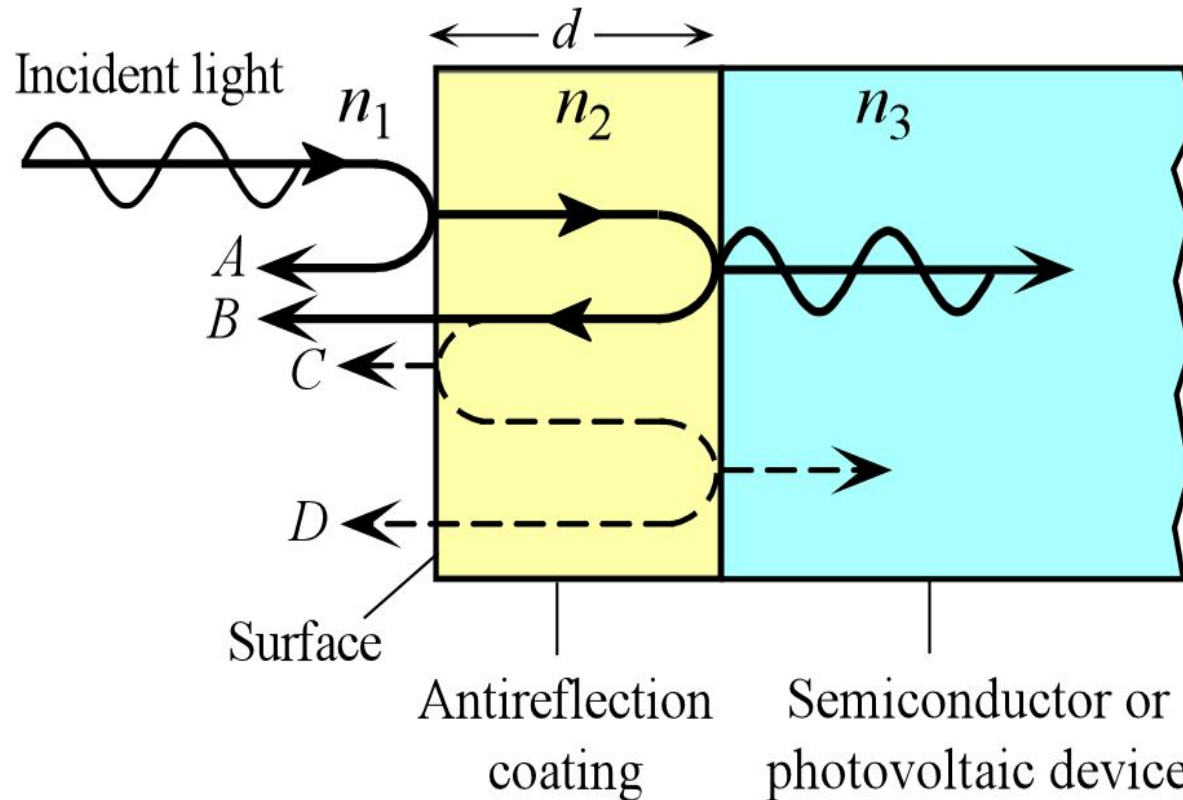 d
Incident light
n1
n2
n3
A
B
C
D
Surface
Antireflection
coating
Semiconductor or
photovoltaic device